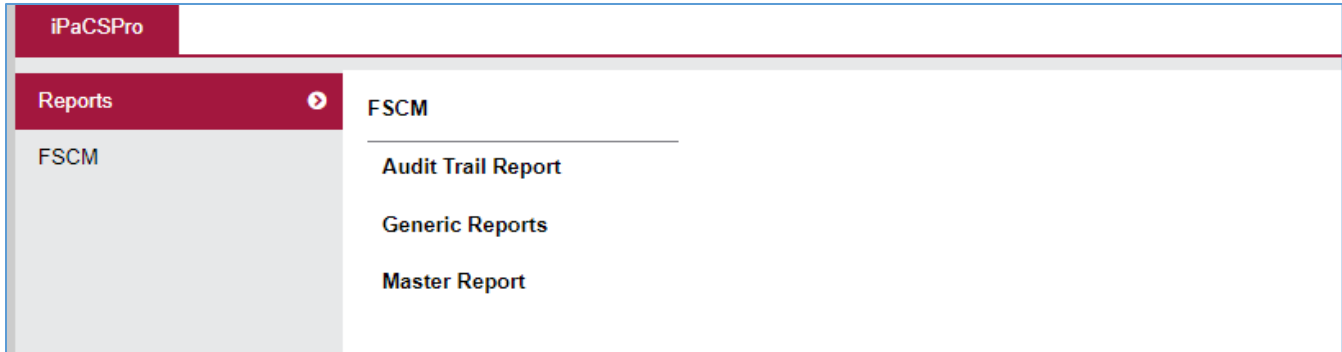 iPaCSPro
Reports
FSCM
FSCM
Audit Trail Report
Generic Reports
Master Report